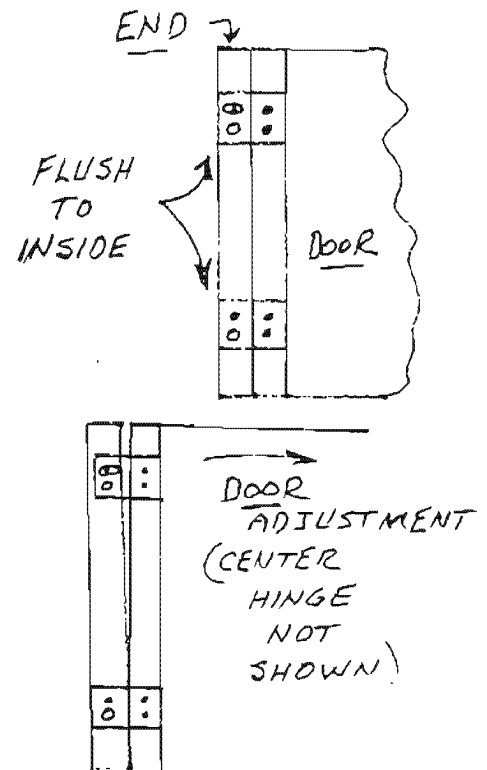 END
FLUSH
TO
INSIDE
DOOR
DOOR
ADJUSTMENT
(CENTER
HINGE
NOT
SHOWN)